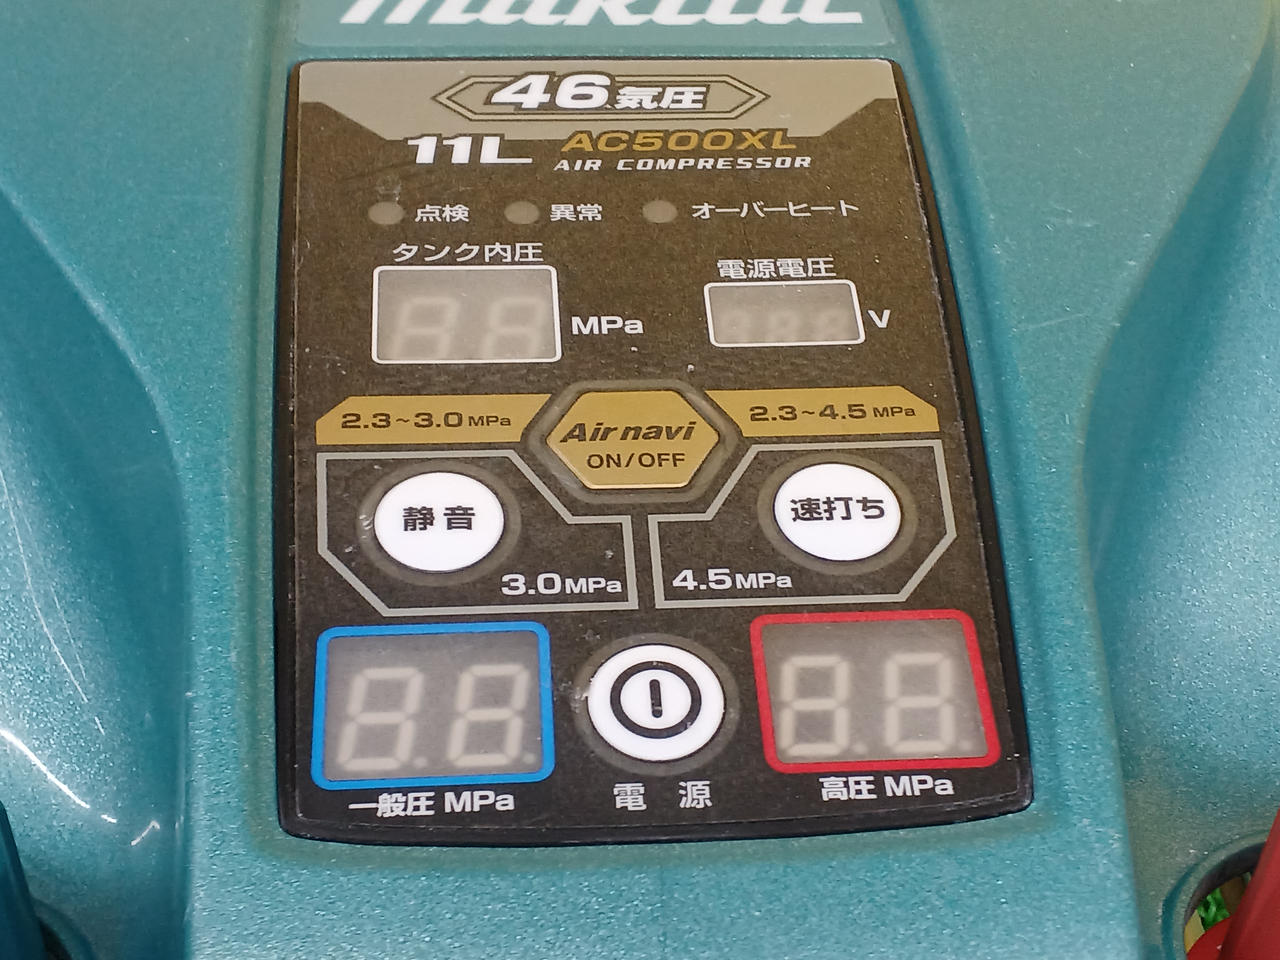 makita
46気圧
11L AC500XL
AIR COMPRESSOR
点検 異常 オーバーヒート
タンク内圧 電源電圧
MPa V
2.3~3.0 MPa Air navi 2.3~4.5 MPa
ON/OFF
静音 速打ち
3.0MPa 4.5MPa
一般圧 MPa 電源 高圧 MPa